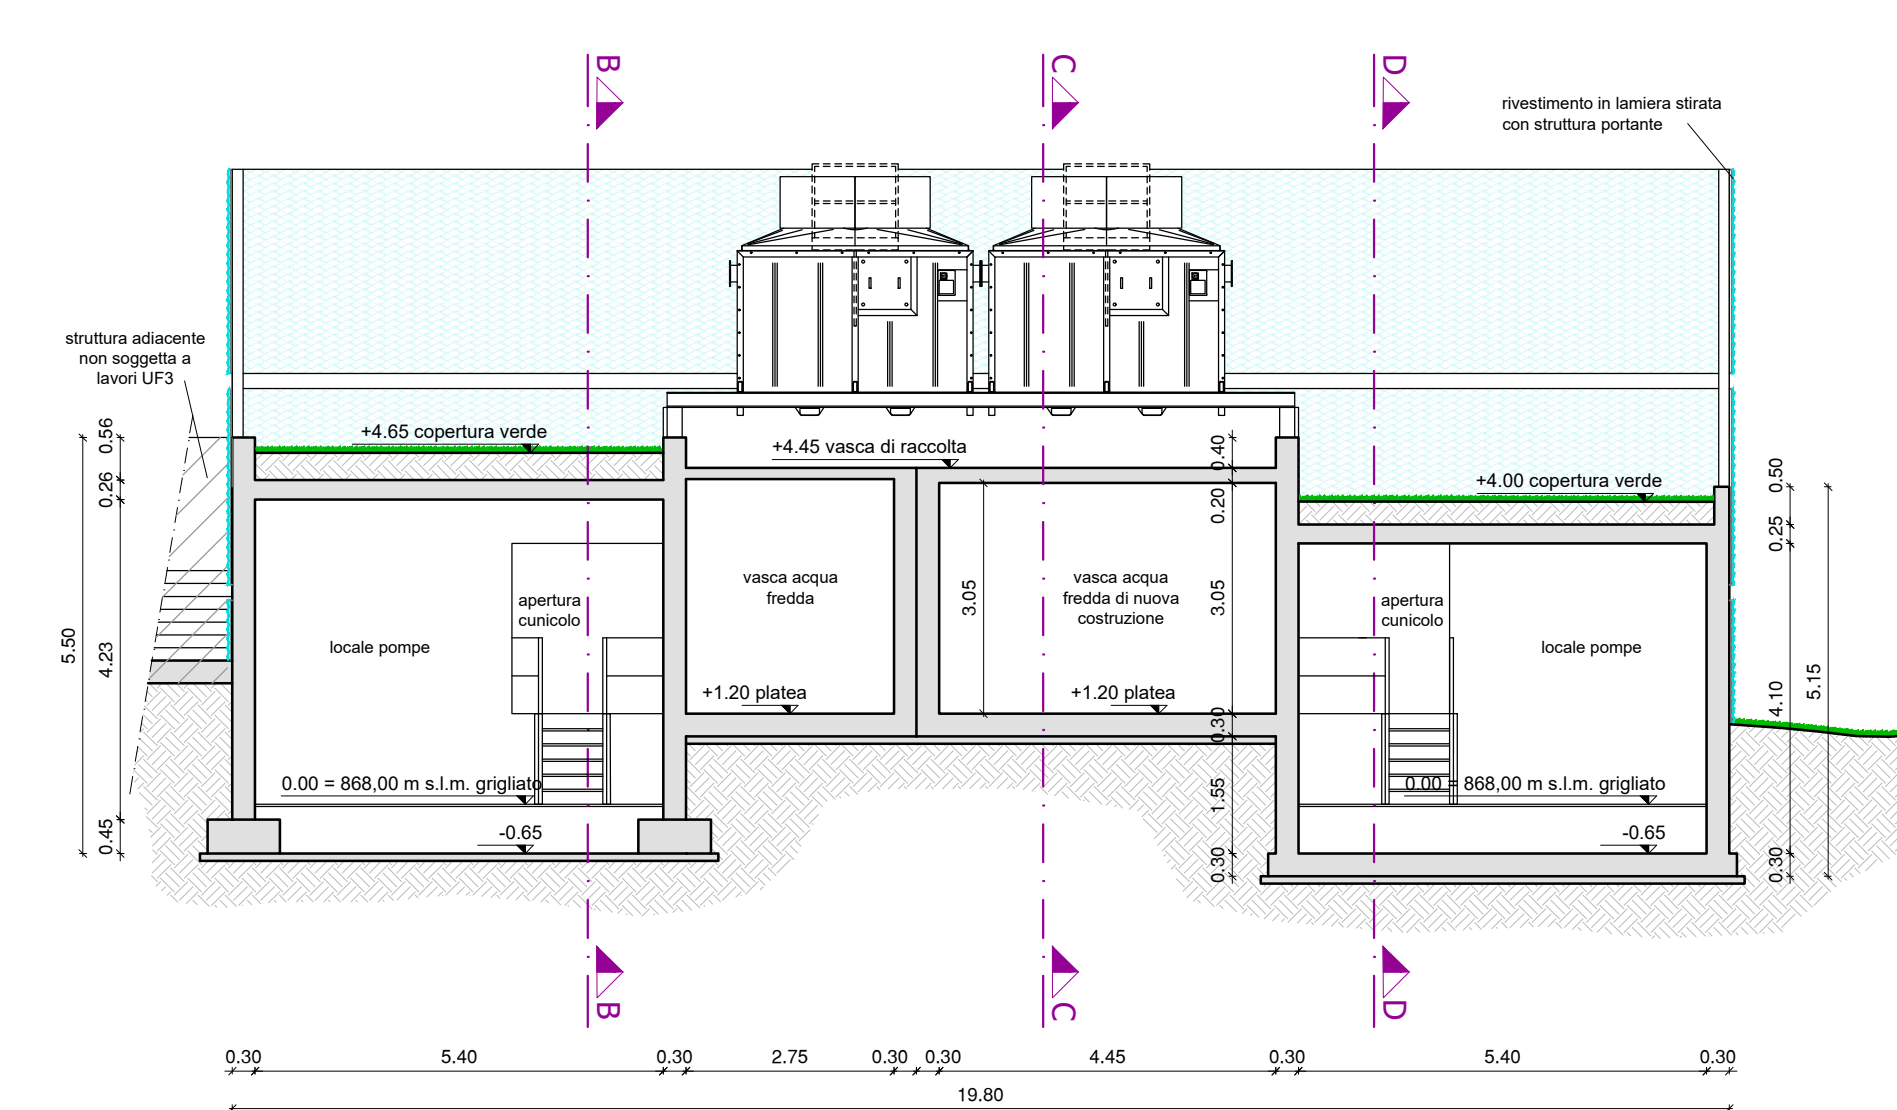 B
C
D
rivestimento in lamiera stirata
con struttura portante
struttura adiacente
non soggetta a
lavori UF3
+4.65 copertura verde
+4.45 vasca di raccolta
+4.00 copertura verde
0.56
0.26
4.23
0.45
5.50
0.40
0.20
3.05
3.05
0.30
1.55
0.30
0.50
0.25
4.10
0.30
5.15
vasca acqua
fredda
vasca acqua
fredda di nuova
costruzione
apertura
cunicolo
apertura
cunicolo
locale pompe
locale pompe
+1.20 platea
+1.20 platea
0.00 = 868,00 m s.l.m. grigliato
0.00 = 868,00 m s.l.m. grigliato
-0.65
-0.65
B
C
D
0.30 5.40 0.30 2.75 0.30 0.30 4.45 0.30 5.40 0.30
19.80